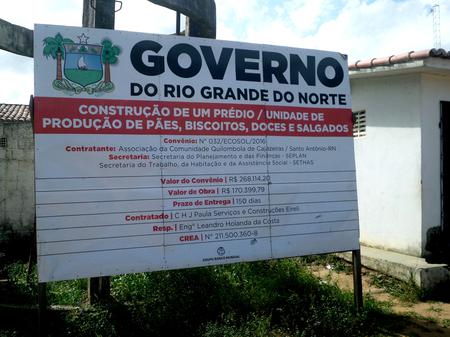 GOVERNO
DO RIO GRANDE DO NORTE
CONSTRUÇÃO DE UM PRÉDIO / UNIDADE DE
PRODUÇÃO DE PÃES, BISCOITOS, DOCES E SALGADOS
Convênio: | N° 032/ECOSOL/2016
Contratante: Associação da Comunidade Quilombola de Cajazeiras / Santo Antônio-RN
Secretaria: Secretaria do Planejamento e das Finanças - SEPLAN
Secretaria do Trabalho, da Habitação e da Assistência Social - SETHAS
Valor do Convênio | R$ 268.114,20
Valor de Obra | R$ 170.399,79
Prazo de Entrega | 150 dias
Contratado | C H J Paula Serviços e Construções Eireli
Resp. | Engº Leandro Holanda da Costa
CREA | N° 211.500.360-8
GRUPO BANCO MUNDIAL